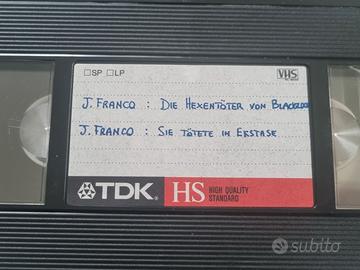 ☐SP ☐LP VHS
J. FRANCO : DIE HEXENTÖTER VON
J. FRANCO : SIE TÖTETE IN EKSTASE
TDK. HS HIGH QUALITY
STANDARD
subito